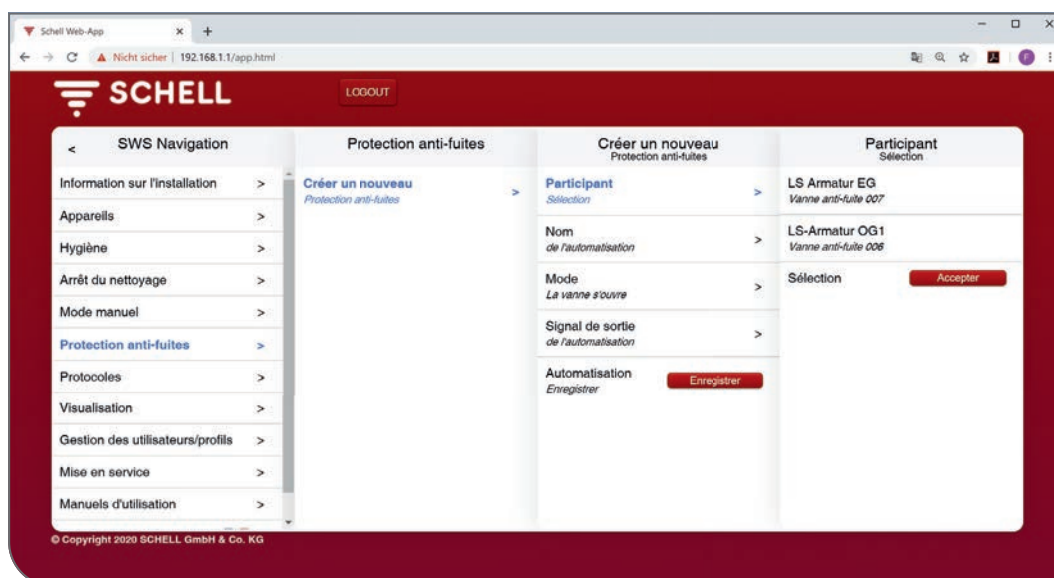 Schell Web-App
Nicht sicher | 192.168.1.1/app.html
F
SCHELL
LOGOUT
< SWS Navigation
Information sur l'installation >
Appareils >
Hygiène >
Arrêt du nettoyage >
Mode manuel >
Protection anti-fuites >
Protocoles >
Visualisation >
Gestion des utilisateurs/profils >
Mise en service >
Manuels d'utilisation >
Protection anti-fuites
Créer un nouveau >
Protection anti-fuites
Créer un nouveau
Protection anti-fuites
Participant >
Sélection
Nom >
de l'automatisation
Mode >
La vanne s'ouvre
Signal de sortie >
de l'automatisation
Automatisation
Enregistrer
Enregistrer
Participant
Sélection
LS Armatur EG
Vanne anti-fuite 007
LS-Armatur OG1
Vanne anti-fuite 006
Sélection
Accepter
© Copyright 2020 SCHELL GmbH & Co. KG